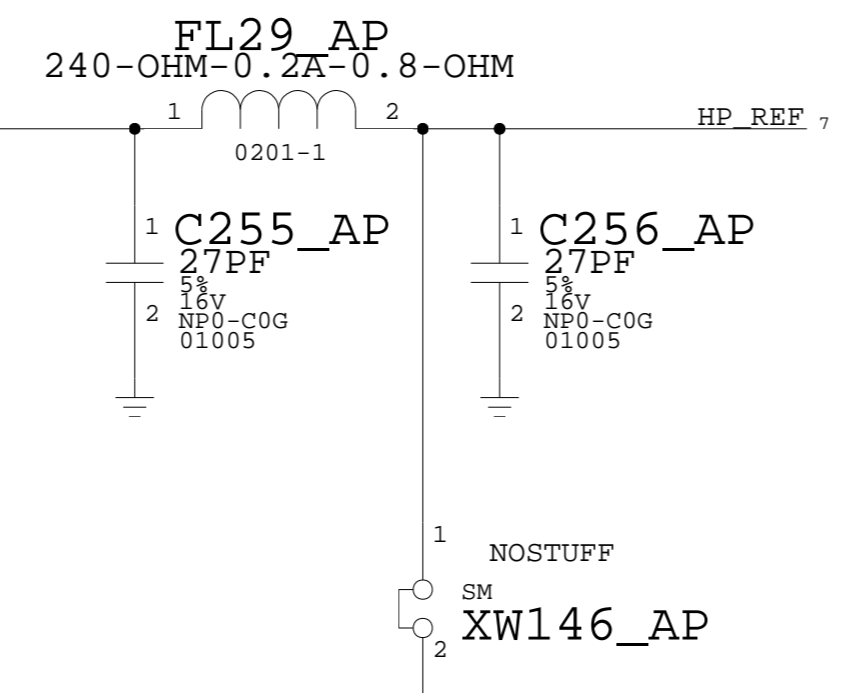 FL29_AP
240-OHM-0.2A-0.8-OHM
1
2
HP_REF 7
0201-1
1 C255_AP
27PF
5%
16V
2
NP0-C0G
01005
1 C256_AP
27PF
5%
16V
2
NP0-C0G
01005
1
NOSTUFF
SM
XW146_AP
2